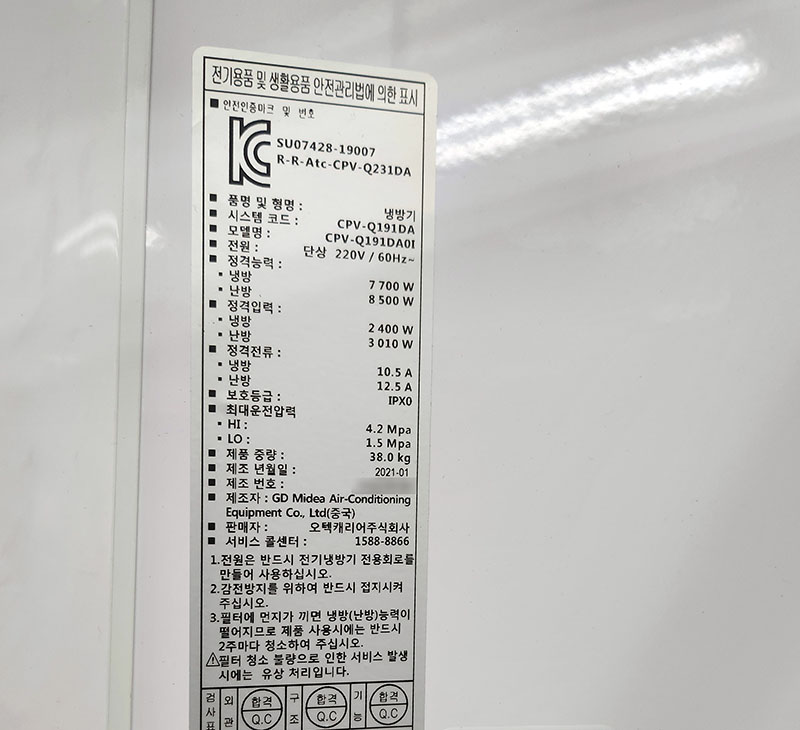 전기용품 및 생활용품 안전관리법에 의한 표시
■ 안전인증마크 및 번호
SU07428-19007
R-R-Atc-CPV-Q231DA
■ 품명 및 형명 : 냉방기
■ 시스템 코드 : CPV-Q191DA
■ 모델명 : CPV-Q191DA0I
■ 전원 : 단상 220V / 60Hz~
■ 정격능력 :
▪ 냉방 7 700 W
▪ 난방 8 500 W
■ 정격입력 :
▪ 냉방 2 400 W
▪ 난방 3 010 W
■ 정격전류 :
▪ 냉방 10.5 A
▪ 난방 12.5 A
■ 보호등급 : IPX0
■ 최대운전압력
▪ HI : 4.2 Mpa
▪ LO : 1.5 Mpa
■ 제품 중량 : 38.0 kg
■ 제조 년월일 : 2021-01
■ 제조 번호 :
■ 제조자 : GD Midea Air-Conditioning
Equipment Co., Ltd(중국)
■ 판매자 : 오텍캐리어주식회사
■ 서비스 콜센터 : 1588-8866
1.전원은 반드시 전기냉방기 전용회로를
만들어 사용하십시오.
2.감전방지를 위하여 반드시 접지시켜
주십시오.
3.필터에 먼지가 끼면 냉방(난방)능력이
떨어지므로 제품 사용시에는 반드시
2주마다 청소하여 주십시오.
⚠필터 청소 불량으로 인한 서비스 발생
시에는 유상 처리입니다.
검사표 외관 합격 Q.C 구조 합격 Q.C 기능 합격 Q.C